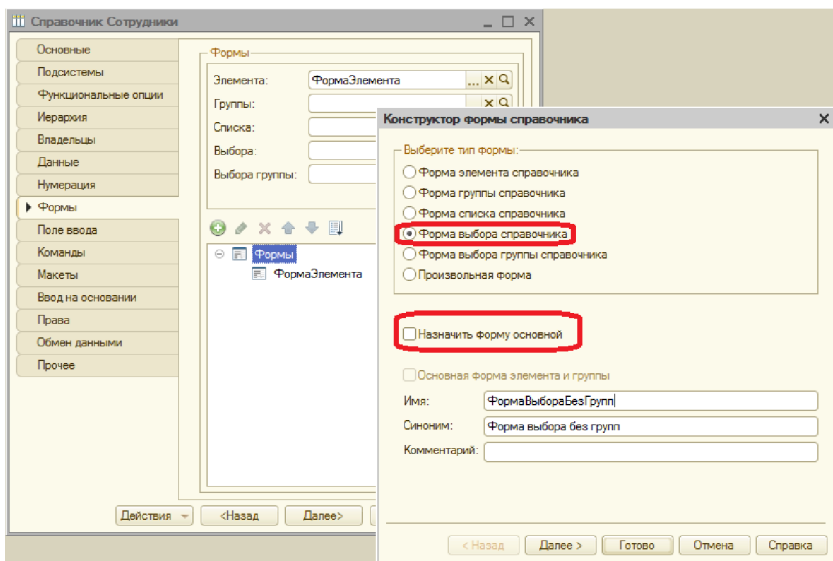 Справочник Сотрудники
Основные
Подсистемы
Функциональные опции
Иерархия
Владельцы
Данные
Нумерация
Формы
Поле ввода
Команды
Макеты
Ввод на основании
Права
Обмен данными
Прочее
Формы
Элемента: ФормаЭлемента ...
Группы:
Списка:
Выбора:
Выбора группы:
Формы
ФормаЭлемента
Действия <Назад Далее>
Конструктор формы справочника
Выберите тип формы:
Форма элемента справочника
Форма группы справочника
Форма списка справочника
Форма выбора справочника
Форма выбора группы справочника
Произвольная форма
Назначить форму основной
Основная форма элемента и группы
Имя: ФормаВыбораБезГрупп
Синоним: Форма выбора без групп
Комментарий:
< Назад Далее > Готово Отмена Справка